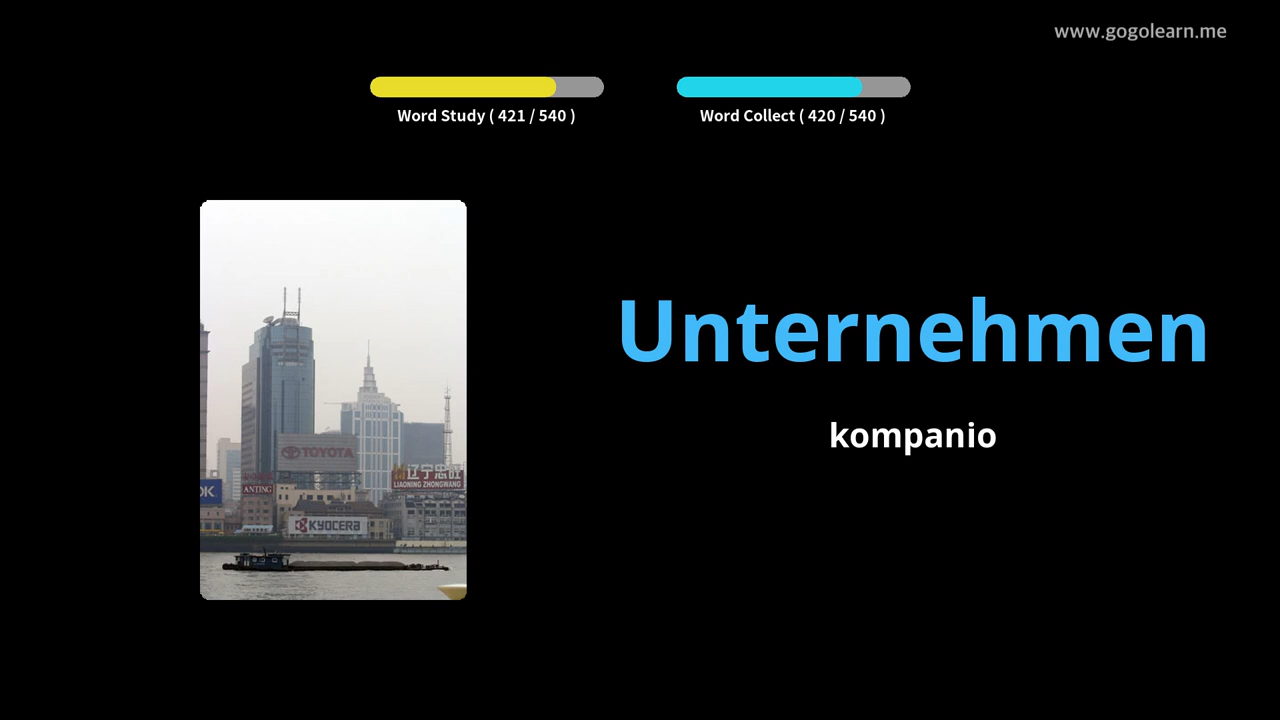 www.gogolearn.me
Word Study ( 421 / 540 )
Word Collect ( 420 / 540 )
Unternehmen
kompanio
TOYOTA
辽宁忠旺
LIAONING ZHONGWANG
ANTING
KYOCERA